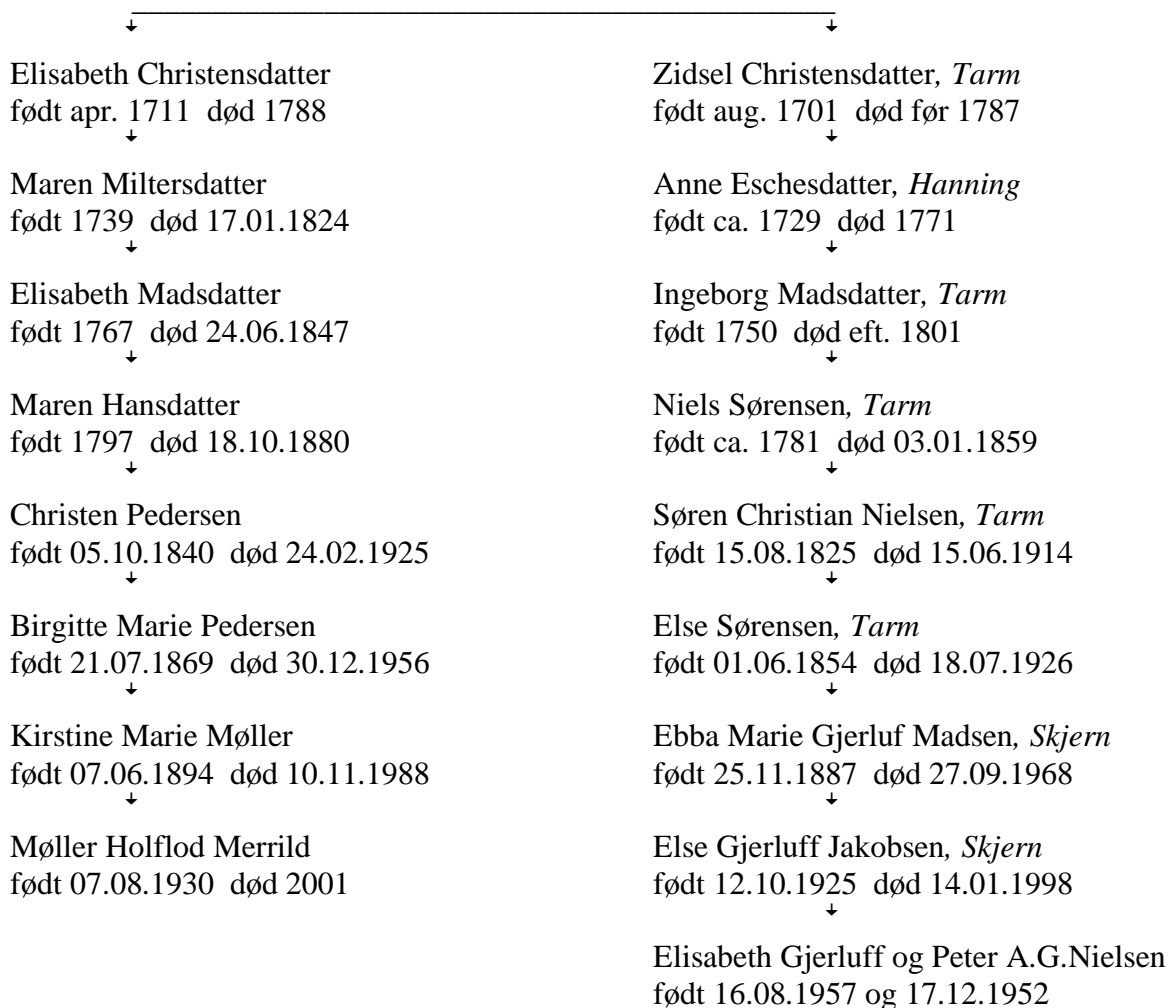 Elisabeth Christensdatter
født apr. 1711  død 1788
Maren Miltersdatter
født 1739  død 17.01.1824
Elisabeth Madsdatter
født 1767  død 24.06.1847
Maren Hansdatter
født 1797  død 18.10.1880
Christen Pedersen
født 05.10.1840  død 24.02.1925
Birgitte Marie Pedersen
født 21.07.1869  død 30.12.1956
Kirstine Marie Møller
født 07.06.1894  død 10.11.1988
Møller Holflod Merrild
født 07.08.1930  død 2001
Zidsel Christensdatter, Tarm
født aug. 1701  død før 1787
Anne Eschesdatter, Hanning
født ca. 1729  død 1771
Ingeborg Madsdatter, Tarm
født 1750  død eft. 1801
Niels Sørensen, Tarm
født ca. 1781  død 03.01.1859
Søren Christian Nielsen, Tarm
født 15.08.1825  død 15.06.1914
Else Sørensen, Tarm
født 01.06.1854  død 18.07.1926
Ebba Marie Gjerluf Madsen, Skjern
født 25.11.1887  død 27.09.1968
Else Gjerluff Jakobsen, Skjern
født 12.10.1925  død 14.01.1998
Elisabeth Gjerluff og Peter A.G.Nielsen
født 16.08.1957 og 17.12.1952